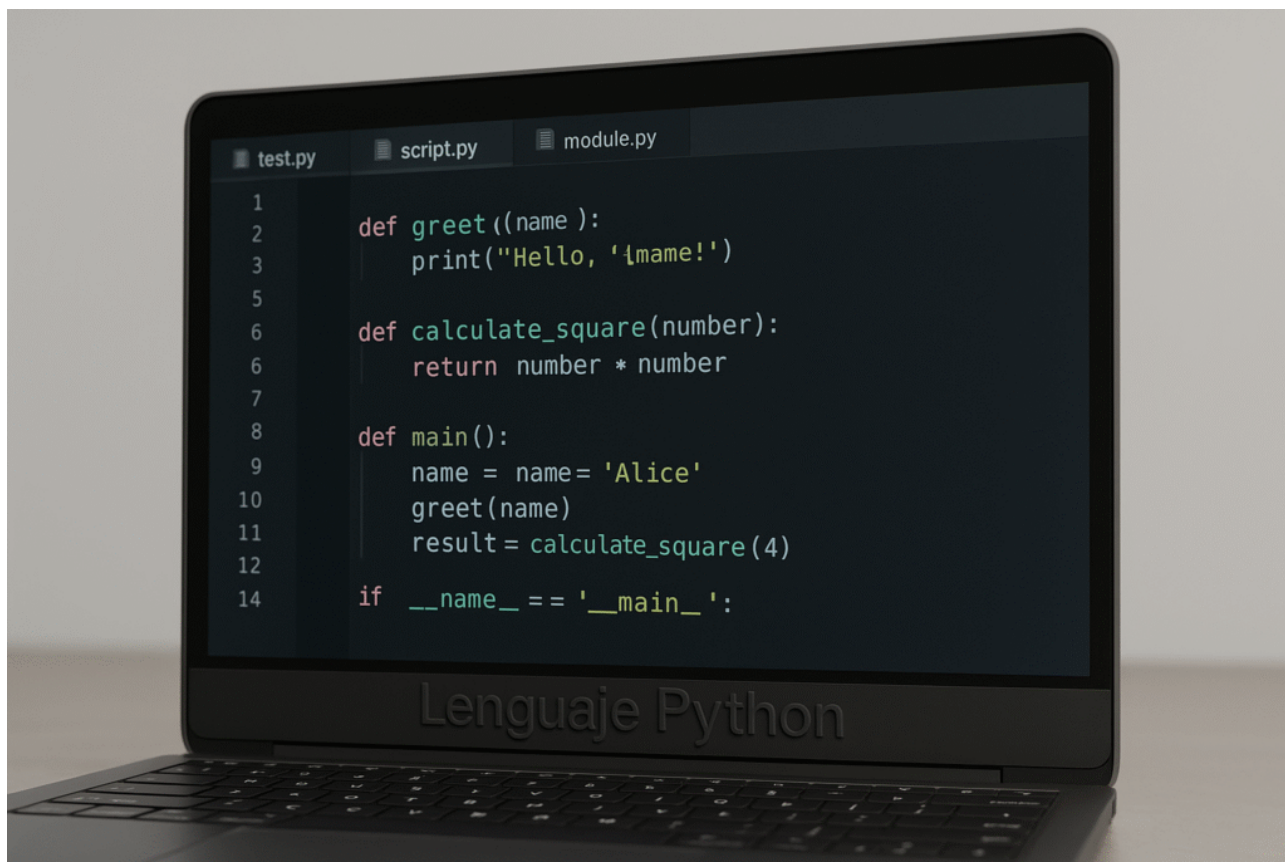 test.py script.py module.py
1
2 def greet ((name ):
3 print("Hello, '{mame!')
5
6 def calculate_square(number):
6 return number * number
7
8 def main():
9 name = name= 'Alice'
10 greet(name)
11 result = calculate_square(4)
12
14 if __name_ == '__main_ ':
Lenguaje Python